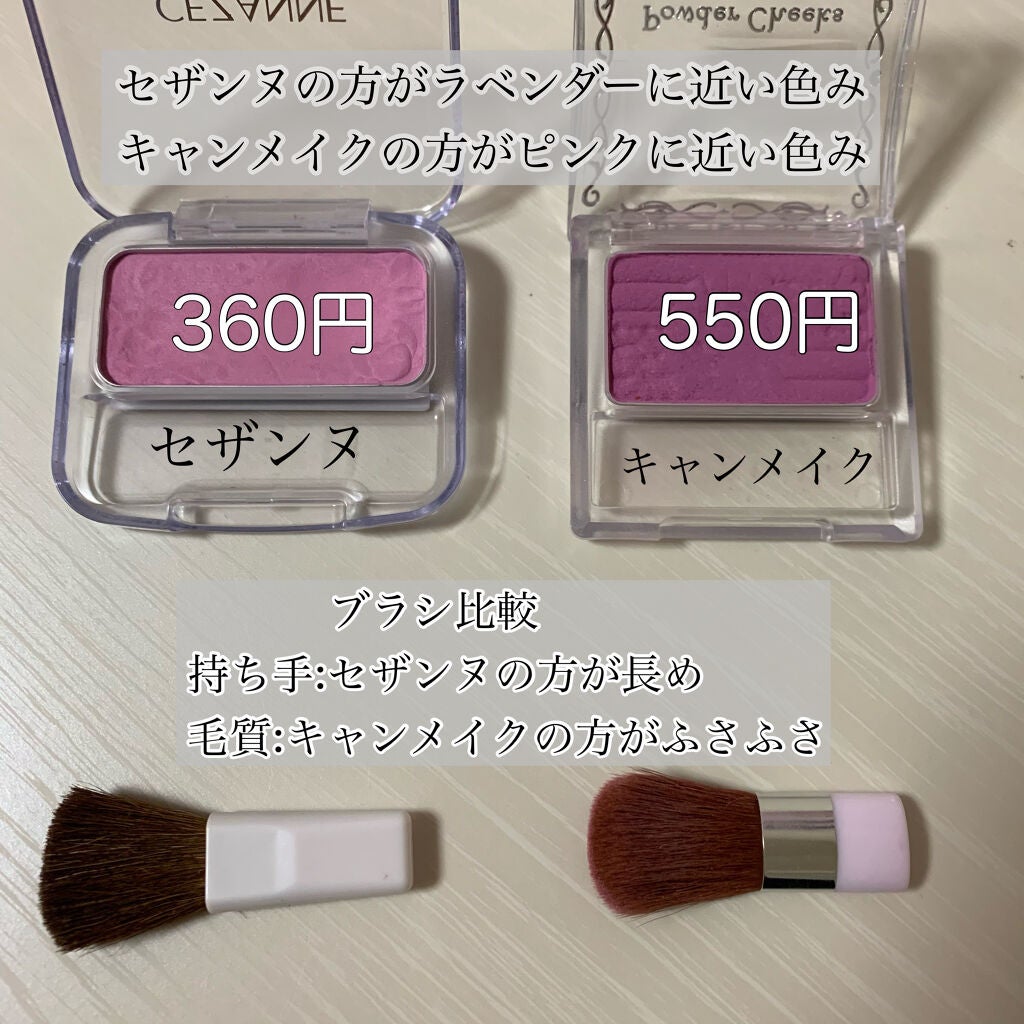 CEZANNE
Powder Cheeks
セザンヌの方がラベンダーに近い色み
キャンメイクの方がピンクに近い色み
360円
550円
セザンヌ
キャンメイク
ブラシ比較
持ち手:セザンヌの方が長め
毛質:キャンメイクの方がふさふさ